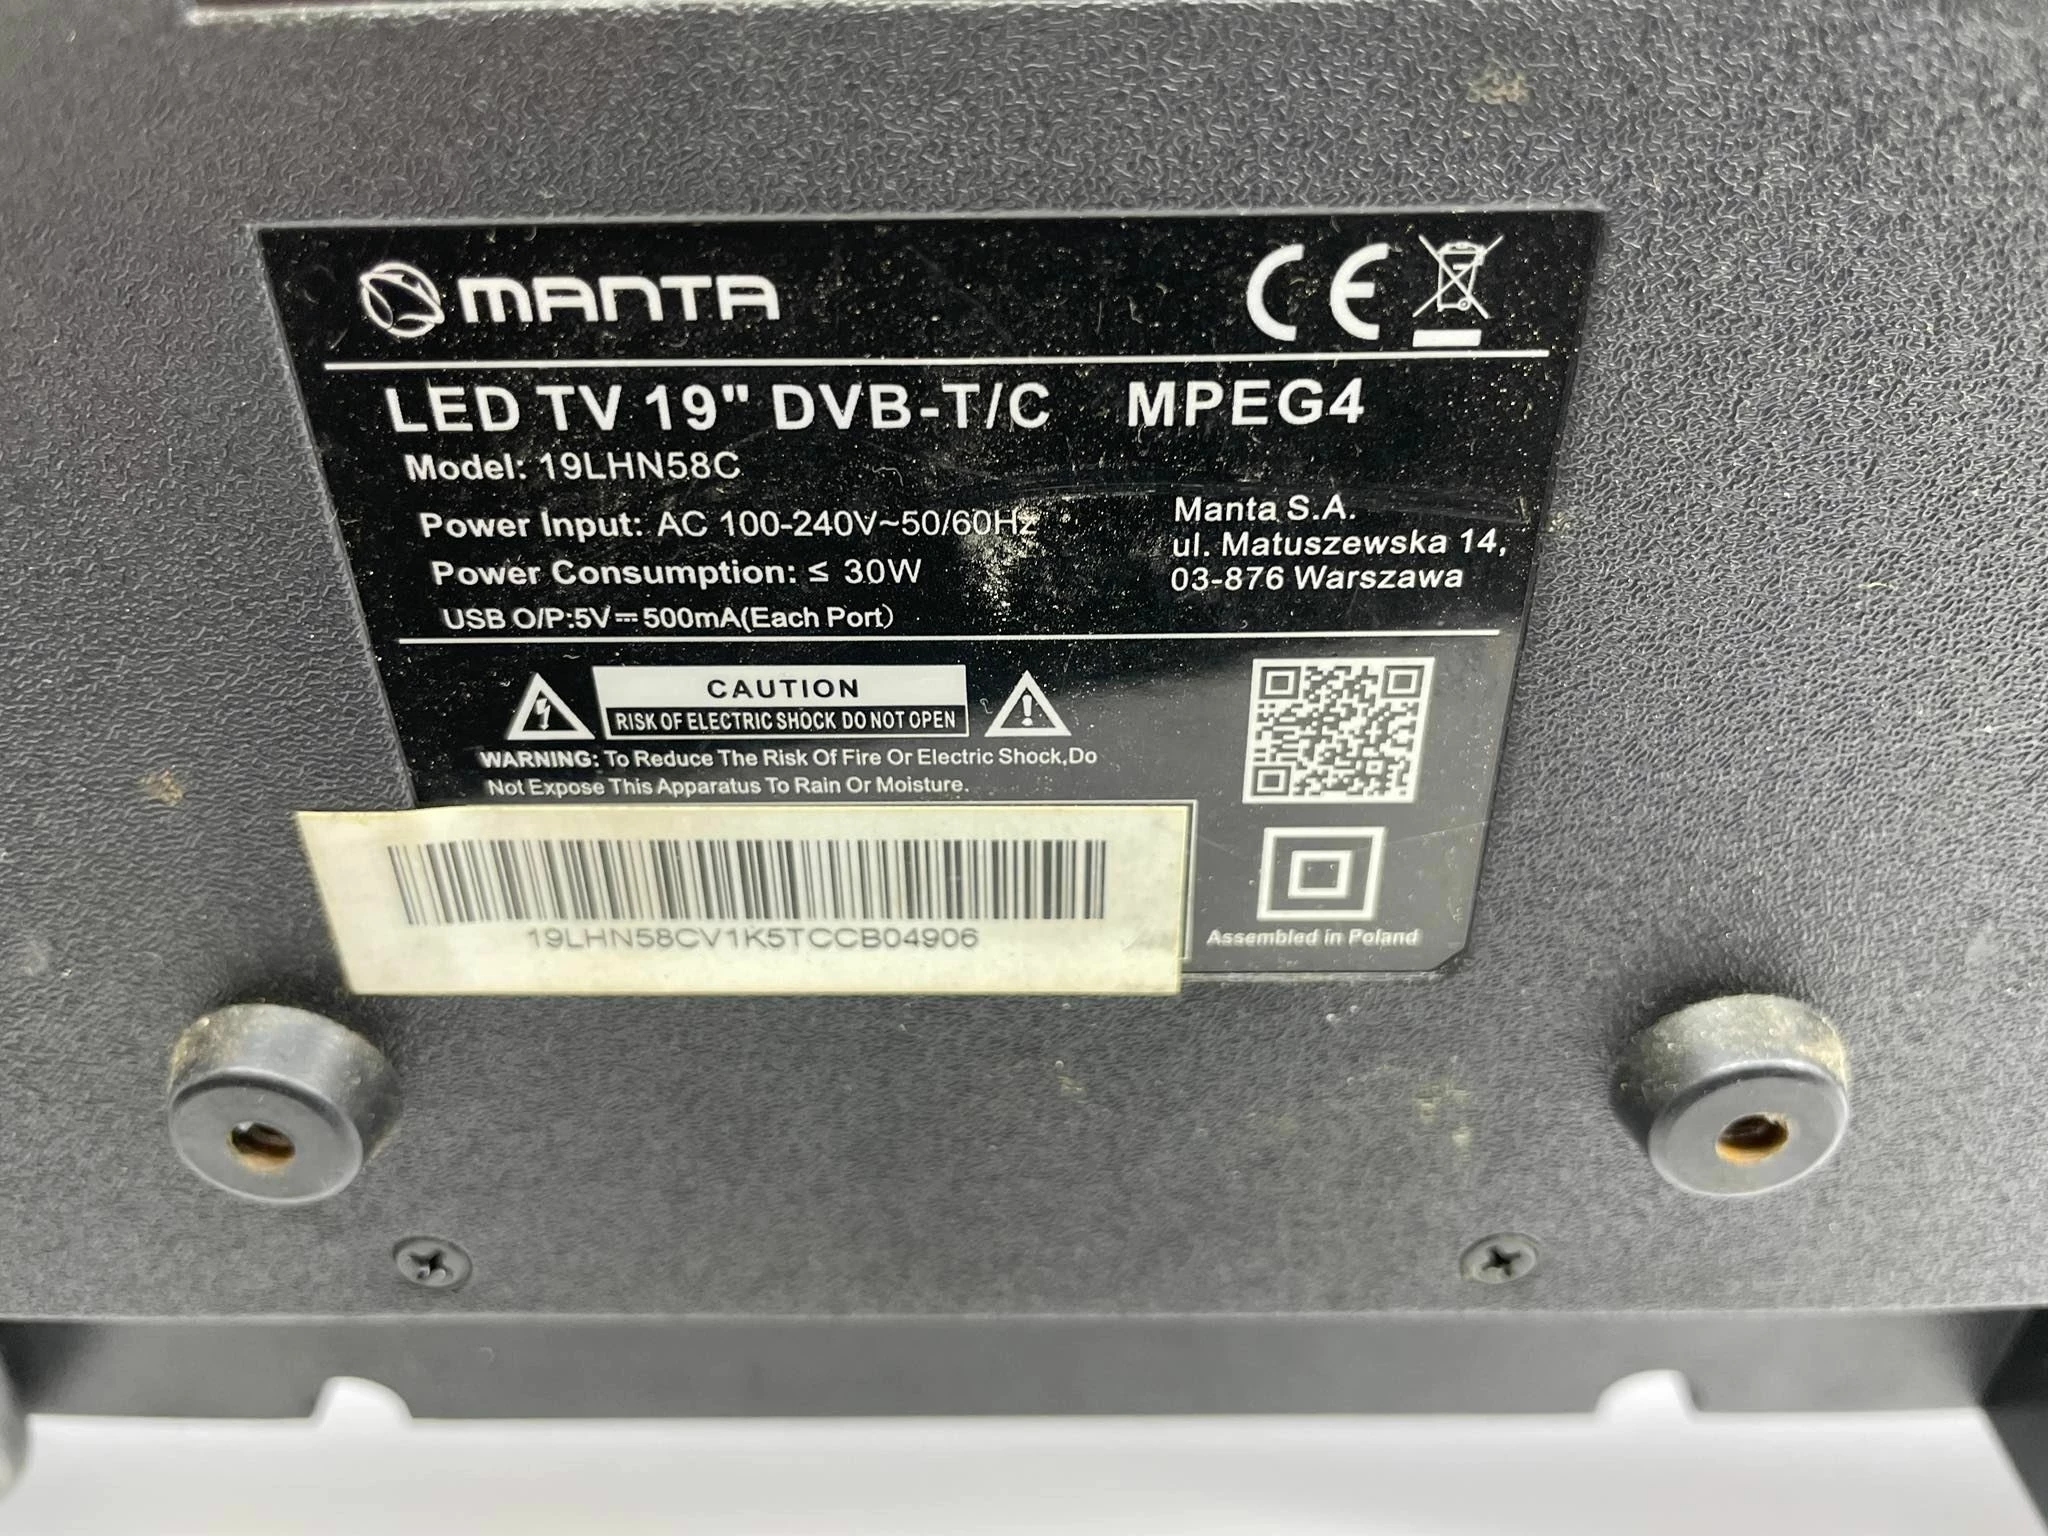 MANTA
CE
LED TV 19" DVB-T/C MPEG4
Model: 19LHN58C
Power Input: AC 100-240V~50/60Hz
Power Consumption: ≤ 30W
USB O/P:5V⎓500mA(Each Port)
Manta S.A.
ul. Matuszewska 14,
03-876 Warszawa
CAUTION
RISK OF ELECTRIC SHOCK DO NOT OPEN
WARNING: To Reduce The Risk Of Fire Or Electric Shock,Do
Not Expose This Apparatus To Rain Or Moisture.
19LHN58CV1K5TCCB04906
Assembled in Poland